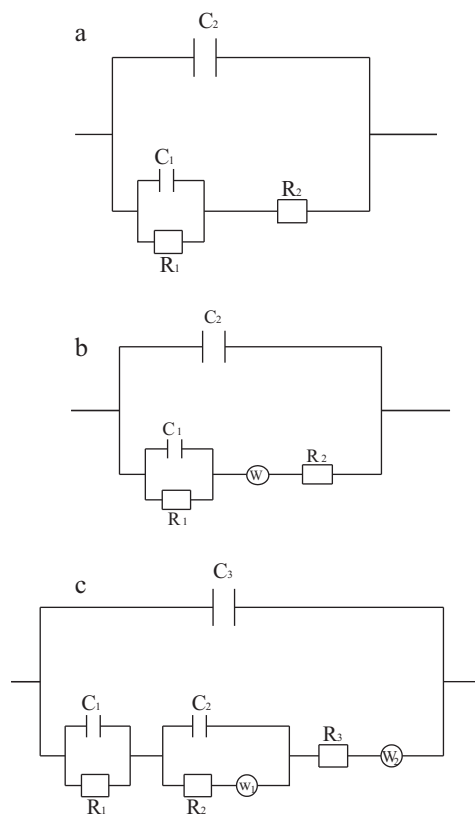 a
C₂
C₁
R₂
R₁
b
C₂
C₁
W
R₂
R₁
c
C₃
C₁
C₂
R₃
W₂
R₁
R₂
w₁